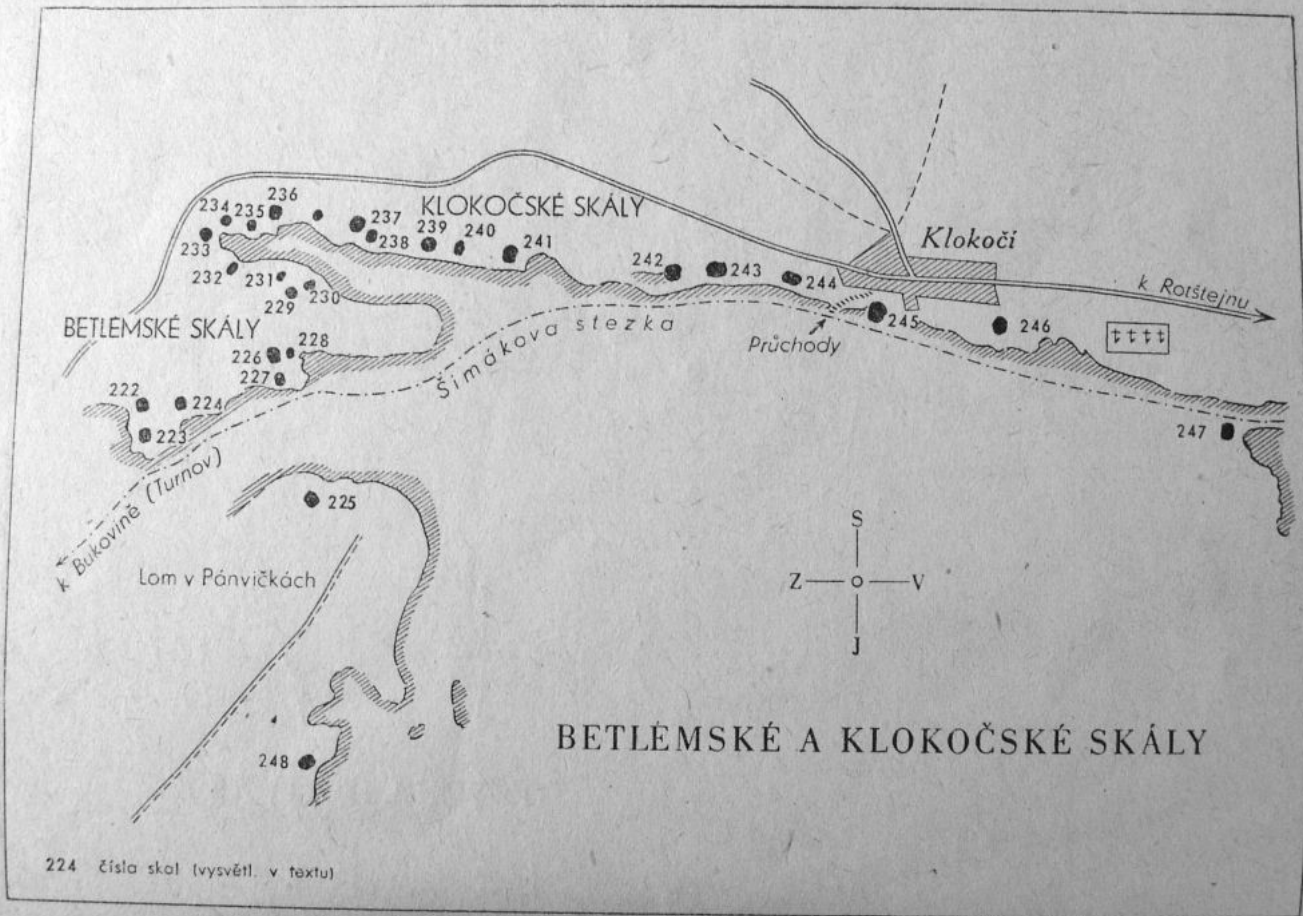 236
234
235
237
KLOKOČSKÉ SKÁLY
233
238
239
240
241
Klokočí
232
231
242
243
244
229
230
k Rotštejnu
BETLÉMSKÉ SKÁLY
Šimákova stezka
245
246
226
228
Průchody
227
222
224
223
247
k Bukovině (Turnov)
225
S
Lom v Pánvičkách
Z
V
J
BETLÉMSKÉ A KLOKOČSKÉ SKÁLY
248
224 čísla skal (vysvětl. v textu)